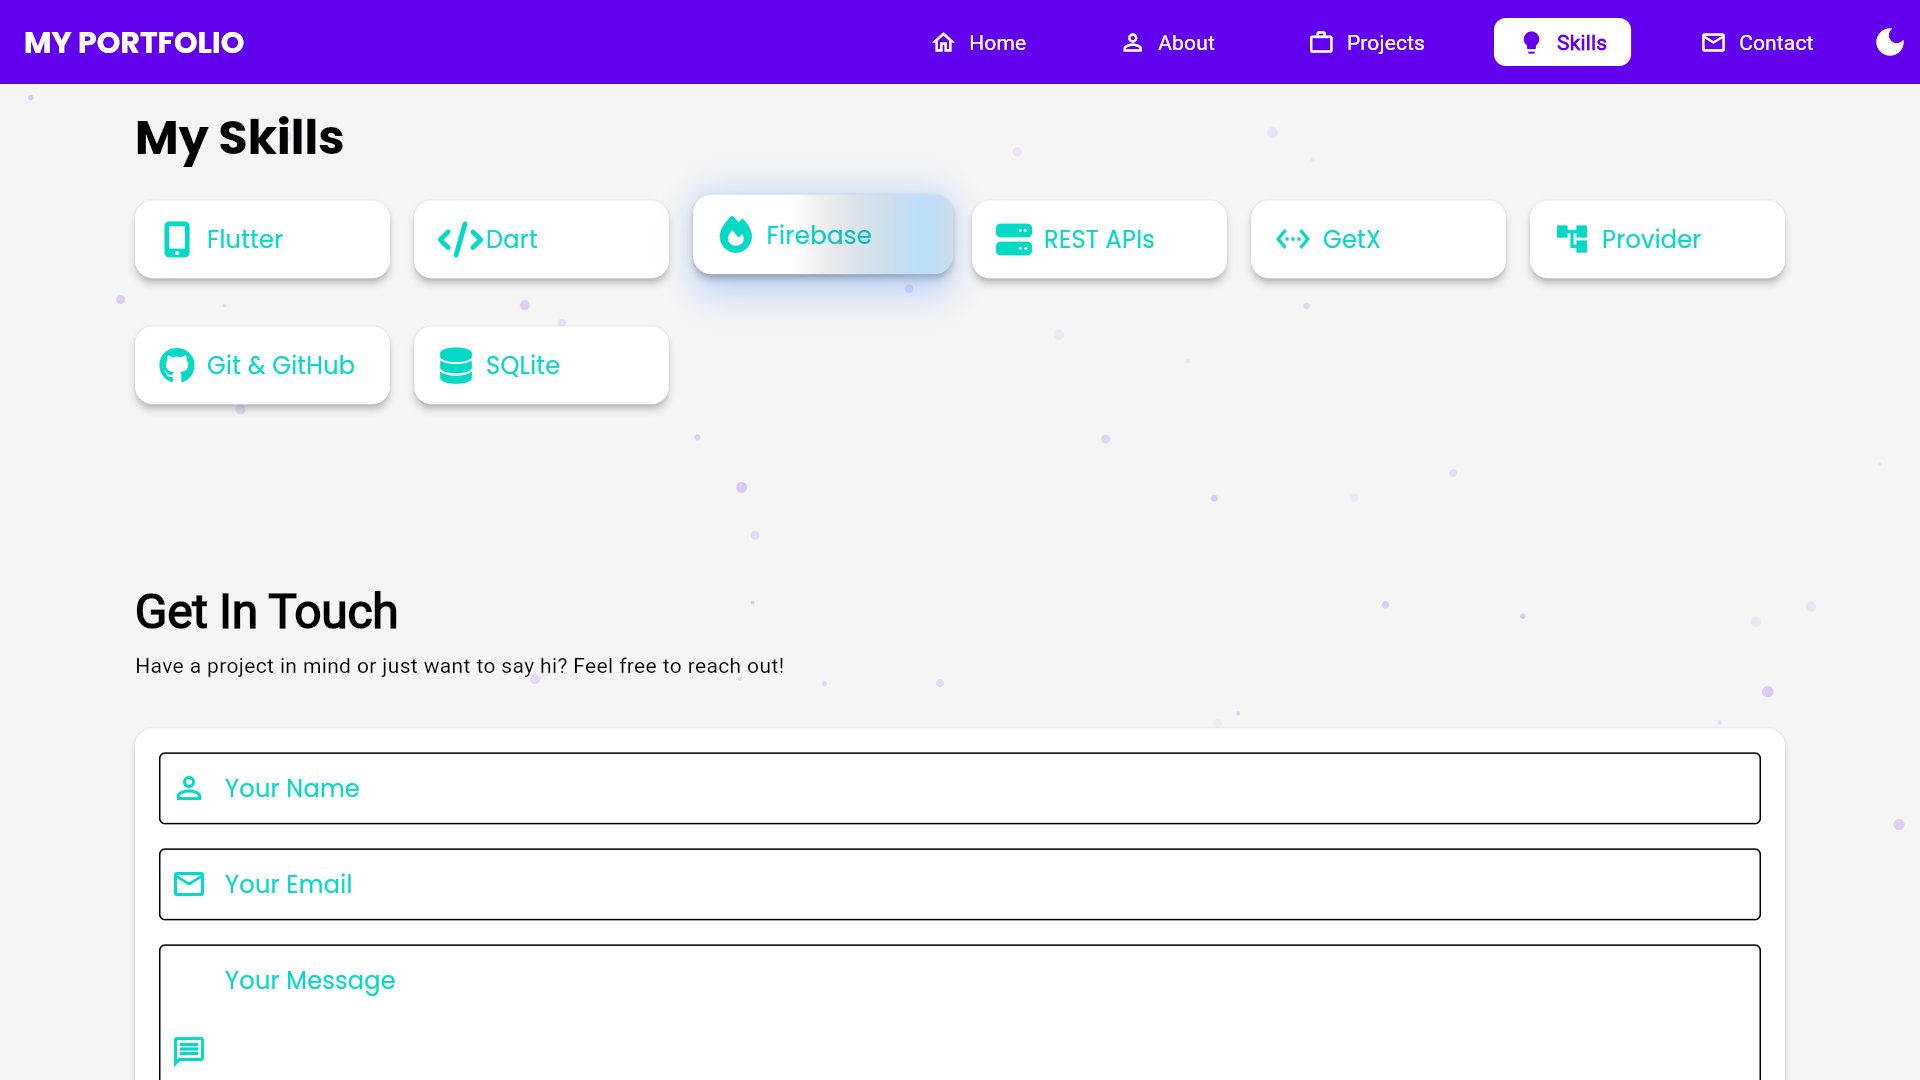 MY PORTFOLIO Home About Projects Skills Contact
My Skills
Flutter Dart Firebase REST APIs GetX Provider
Git & GitHub SQLite
Get In Touch
Have a project in mind or just want to say hi? Feel free to reach out!
Your Name
Your Email
Your Message